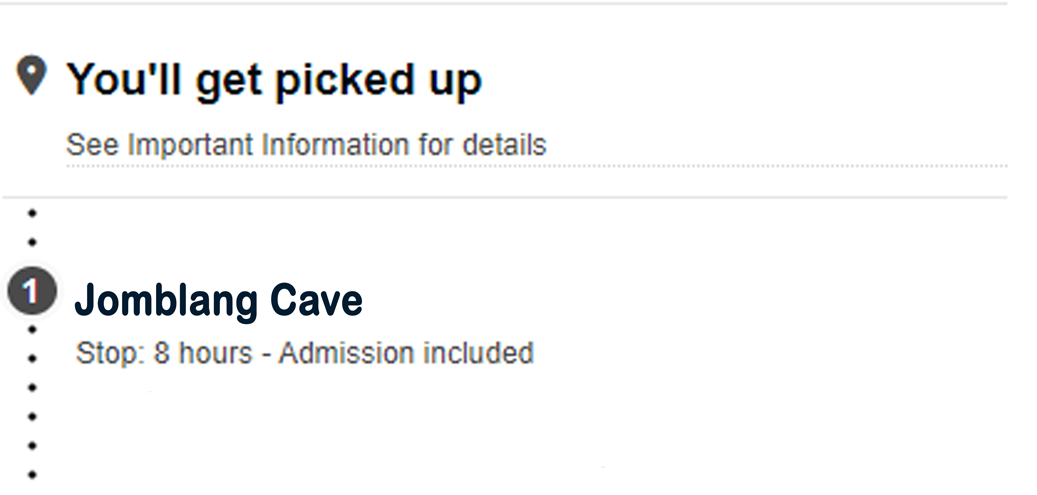 You'll get picked up
See Important Information for details
1
Jomblang Cave
Stop: 8 hours - Admission included